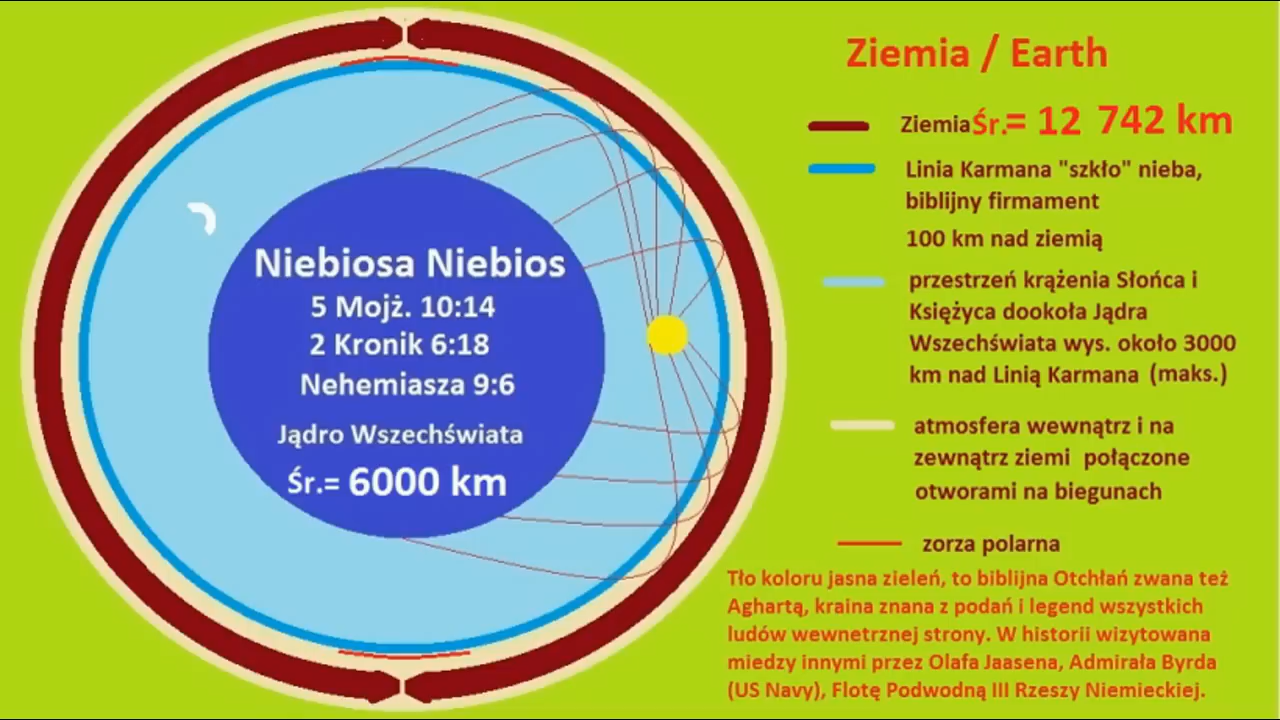 Niebiosa Niebios
5 Mojż. 10:14
2 Kronik 6:18
Nehemiasza 9:6
Jądro Wszechświata
Śr.= 6000 km
Ziemia / Earth
Ziemia Śr.= 12 742 km
Linia Karmana "szkło" nieba,
biblijny firmament
100 km nad ziemią
przestrzeń krążenia Słońca i
Księżyca dookoła Jądra
Wszechświata wys. około 3000
km nad Linią Karmana (maks.)
atmosfera wewnątrz i na
zewnątrz ziemi połączone
otworami na biegunach
zorza polarna
Tło koloru jasna zieleń, to biblijna Otchłań zwana też
Aghartą, kraina znana z podań i legend wszystkich
ludów wewnetrznej strony. W historii wizytowana
miedzy innymi przez Olafa Jaasena, Admirała Byrda
(US Navy), Flotę Podwodną III Rzeszy Niemieckiej.